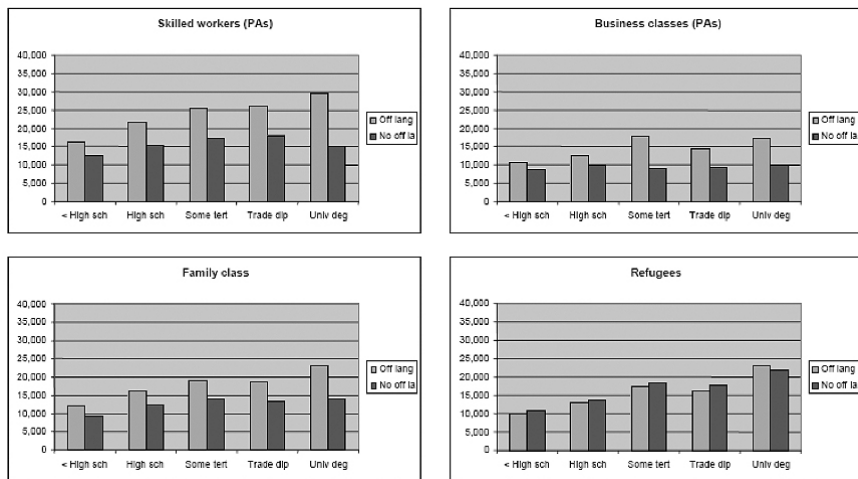 Skilled workers (PAs)
40,000
35,000
30,000
25,000
20,000
15,000
10,000
5,000
0
< High sch High sch Some tert Trade dip Univ deg
Off lang
No off la
Business classes (PAs)
40,000
35,000
30,000
25,000
20,000
15,000
10,000
5,000
0
< High sch High sch Some tert Trade dip Univ deg
Off lang
No off la
Family class
40,000
35,000
30,000
25,000
20,000
15,000
10,000
5,000
0
< High sch High sch Some tert Trade dip Univ deg
Off lang
No off la
Refugees
40,000
35,000
30,000
25,000
20,000
15,000
10,000
5,000
0
< High sch High sch Some tert Trade dip Univ deg
Off lang
No off la